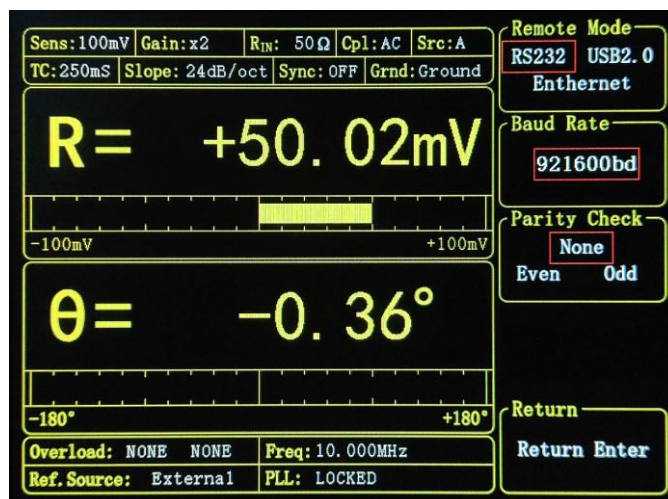 Sens:100mV Gain:x2 RIN: 50Ω Cpl:AC Src:A
TC:250mS Slope: 24dB/oct Sync: OFF Grnd: Ground
R= +50.02mV
-100mV +100mV
θ= -0.36°
-180° +180°
Overload: NONE NONE Freq: 10.000MHz
Ref.Source: External PLL: LOCKED
Remote Mode
RS232 USB2.0
Enthernet
Baud Rate
921600bd
Parity Check
None
Even Odd
Return
Return Enter